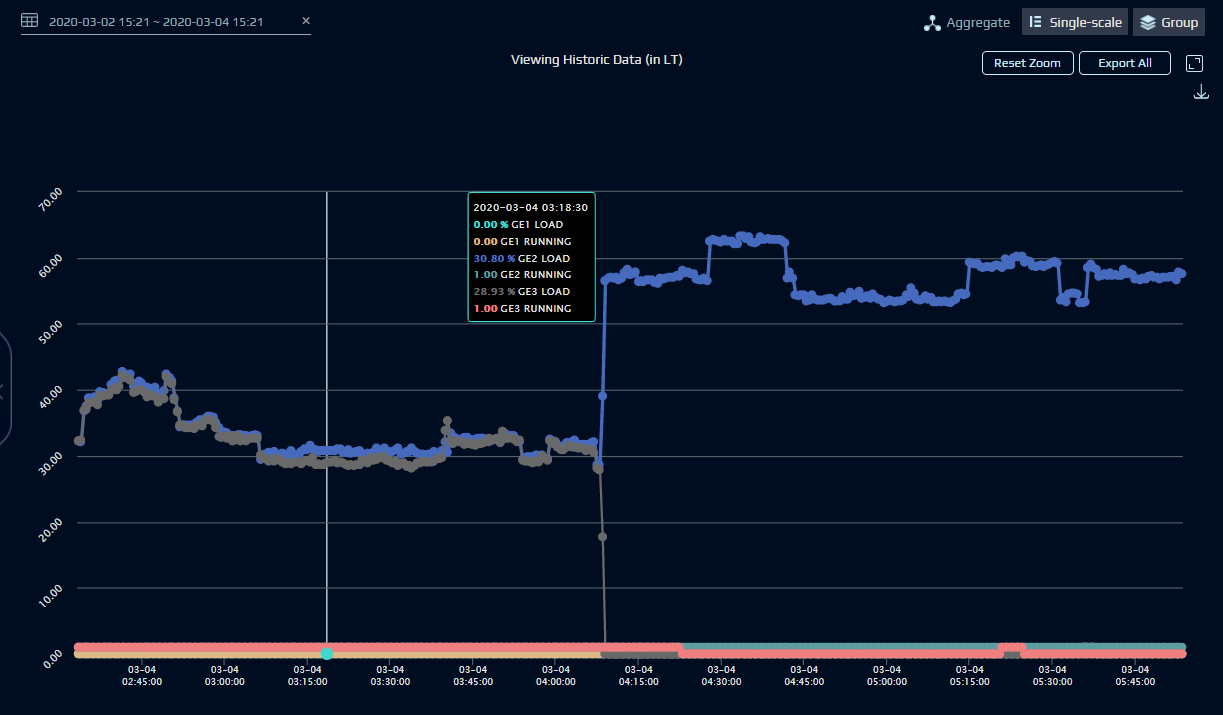 2020-03-02 15:21 ~ 2020-03-04 15:21 ×
Aggregate Single-scale Group
Viewing Historic Data (in LT)
Reset Zoom Export All
70.00
60.00
50.00
40.00
30.00
20.00
10.00
0.00
2020-03-04 03:18:30
0.00 % GE1 LOAD
0.00 GE1 RUNNING
30.80 % GE2 LOAD
1.00 GE2 RUNNING
28.93 % GE3 LOAD
1.00 GE3 RUNNING
03-04 03-04 03-04 03-04 03-04 03-04 03-04 03-04 03-04 03-04 03-04 03-04 03-04
02:45:00 03:00:00 03:15:00 03:30:00 03:45:00 04:00:00 04:15:00 04:30:00 04:45:00 05:00:00 05:15:00 05:30:00 05:45:00